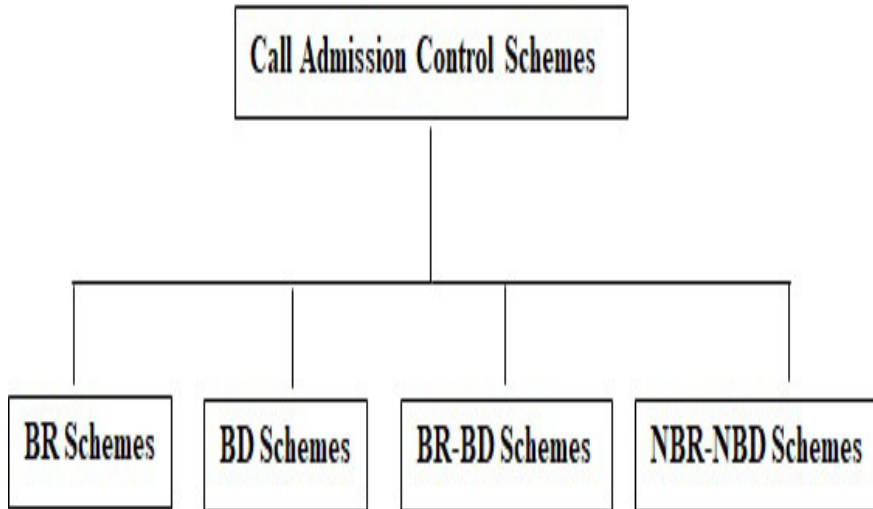 Call Admission Control Schemes
BR Schemes
BD Schemes
BR-BD Schemes
NBR-NBD Schemes